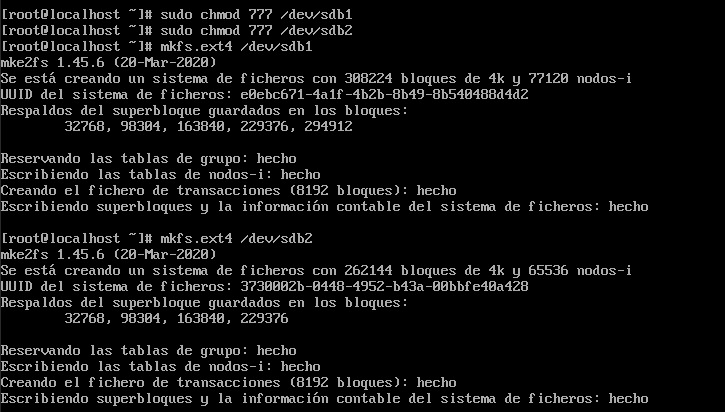 [root@localhost ~]# sudo chmod 777 /dev/sdb1
[root@localhost ~]# sudo chmod 777 /dev/sdb2
[root@localhost ~]# mkfs.ext4 /dev/sdb1
mke2fs 1.45.6 (20-Mar-2020)
Se está creando un sistema de ficheros con 308224 bloques de 4k y 77120 nodos-i
UUID del sistema de ficheros: e0ebc671-4a1f-4b2b-8b49-8b540488dfd2
Respaldos del superbloque guardados en los bloques:
32768, 98304, 163840, 229376, 294912
Reservando las tablas de grupo: hecho
Escribiendo las tablas de nodos-i: hecho
Creando el fichero de transacciones (8192 bloques): hecho
Escribiendo superbloques y la información contable del sistema de ficheros: hecho
[root@localhost ~]# mkfs.ext4 /dev/sdb2
mke2fs 1.45.6 (20-Mar-2020)
Se está creando un sistema de ficheros con 262144 bloques de 4k y 65536 nodos-i
UUID del sistema de ficheros: 3730002b-0448-4952-b43a-00bbfe40a428
Respaldos del superbloque guardados en los bloques:
32768, 98304, 163840, 229376
Reservando las tablas de grupo: hecho
Escribiendo las tablas de nodos-i: hecho
Creando el fichero de transacciones (8192 bloques): hecho
Escribiendo superbloques y la información contable del sistema de ficheros: hecho